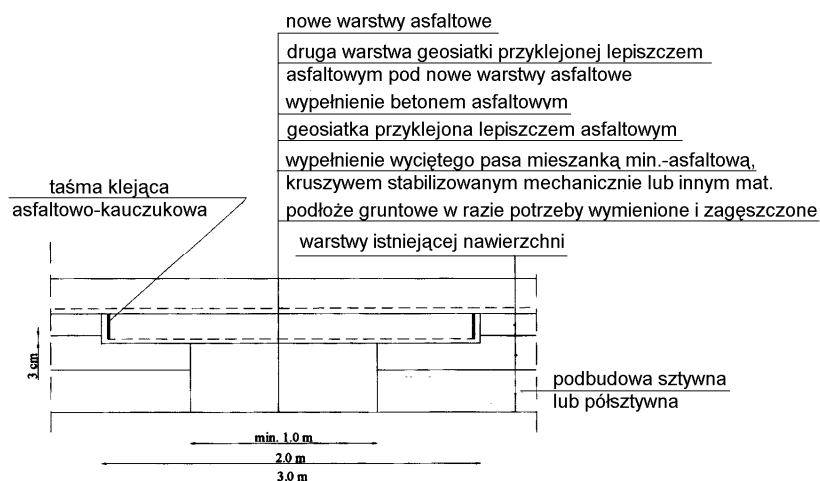 nowe warstwy asfaltowe
druga warstwa geosiatki przyklejonej lepiszczem
asfaltowym pod nowe warstwy asfaltowe
wypełnienie betonem asfaltowym
geosiatka przyklejona lepiszczem asfaltowym
wypełnienie wyciętego pasa mieszanką min.-asfaltową,
kruszywem stabilizowanym mechanicznie lub innym mat.
podłoże gruntowe w razie potrzeby wymienione i zagęszczone
warstwy istniejącej nawierzchni
taśma klejąca
asfaltowo-kauczukowa
3 cm
podbudowa sztywna
lub półsztywna
min. 1.0 m
2.0 m
3.0 m